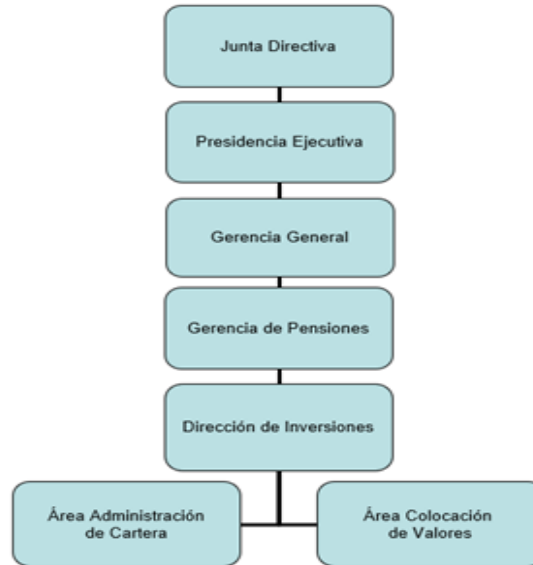 Junta Directiva
Presidencia Ejecutiva
Gerencia General
Gerencia de Pensiones
Dirección de Inversiones
Área Administración
de Cartera
Área Colocación
de Valores